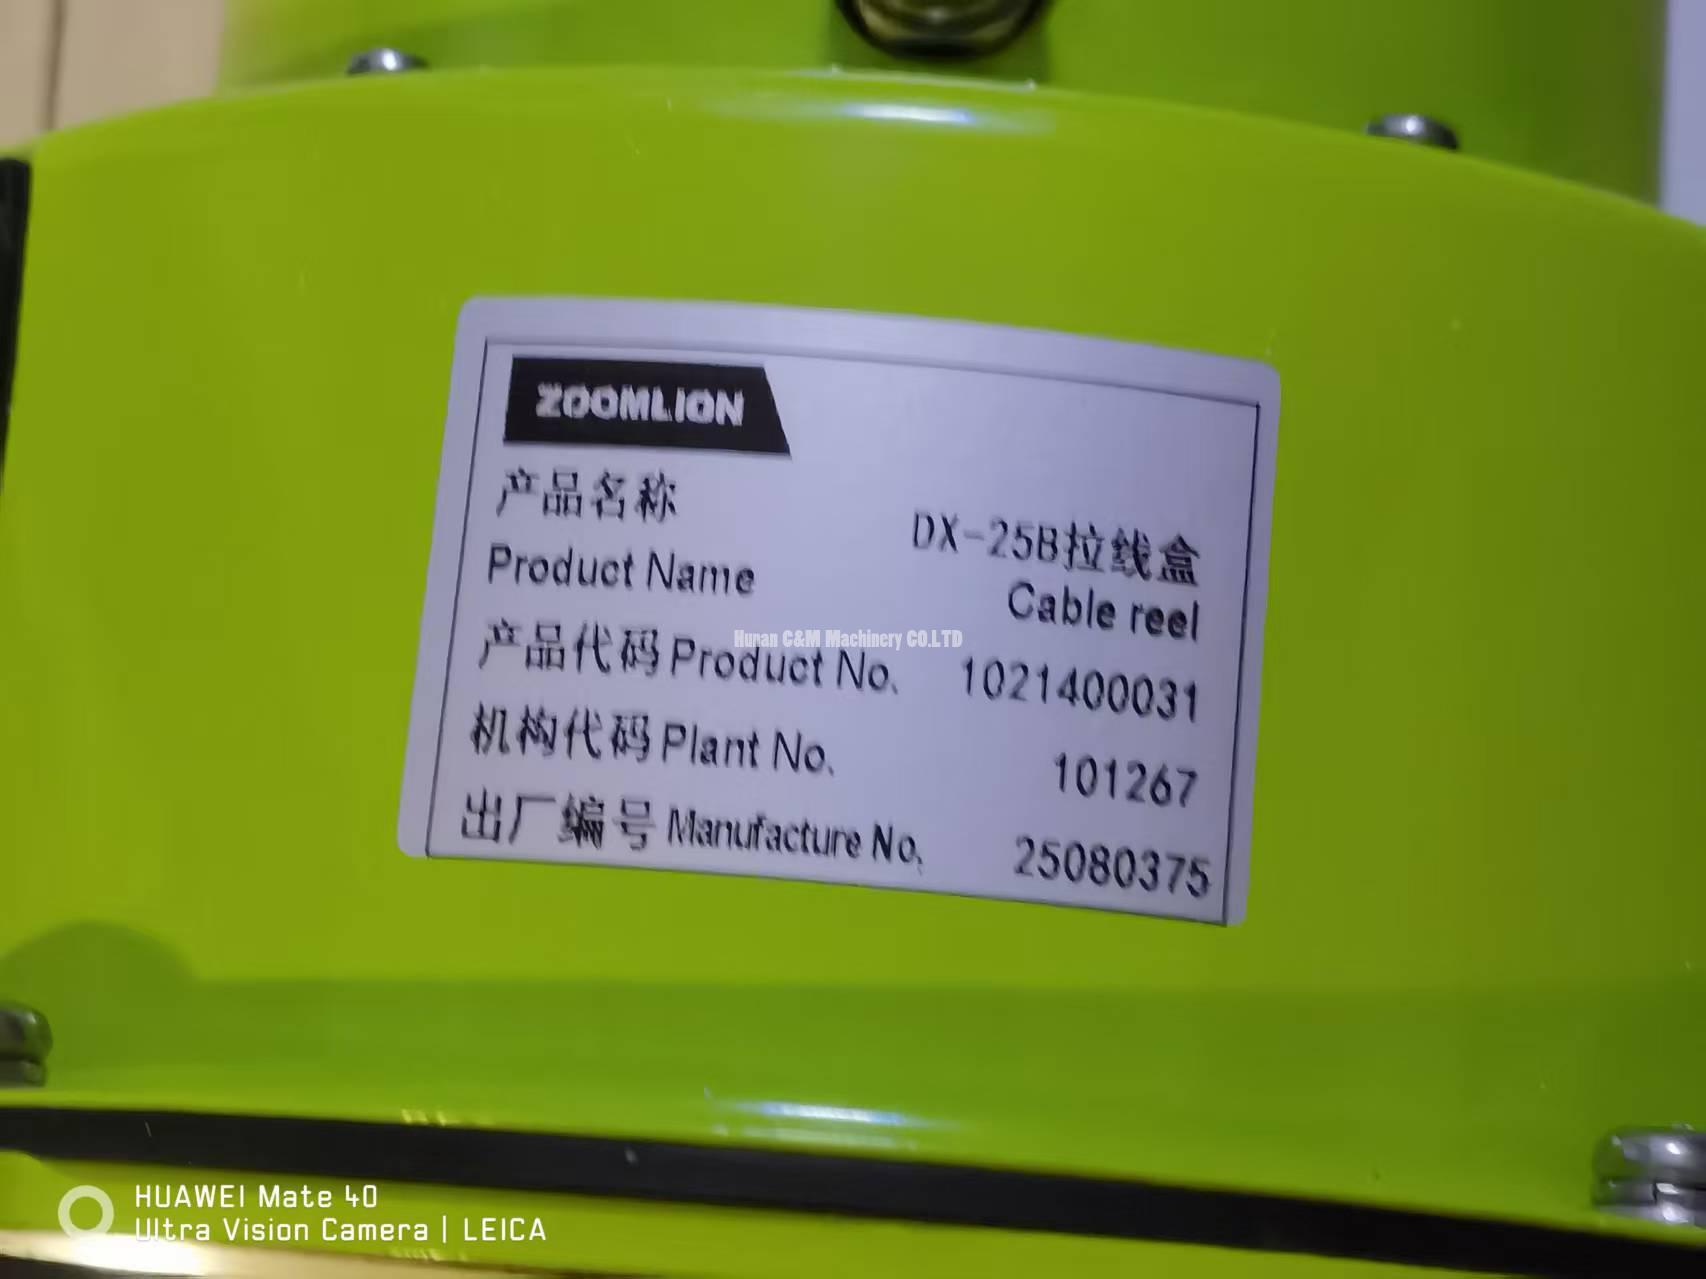 ZOOMLION
产品名称
DX-25B拉线盒
Product Name
Cable reel
产品代码 Product No. 1021400031
Hunan C&M Machinery CO.LTD
机构代码 Plant No. 101267
出厂编号 Manufacture No. 25080375
HUAWEI Mate 40
Ultra Vision Camera | LEICA